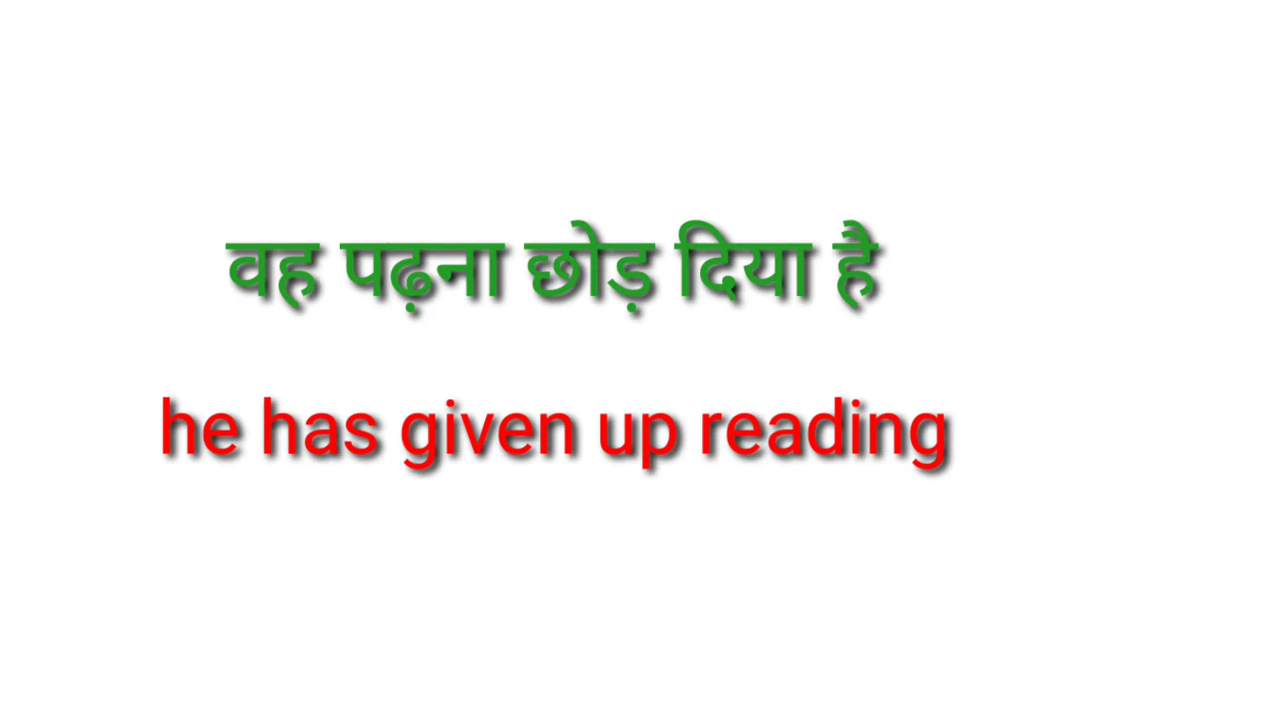 वह पढ़ना छोड़ दिया है
he has given up reading